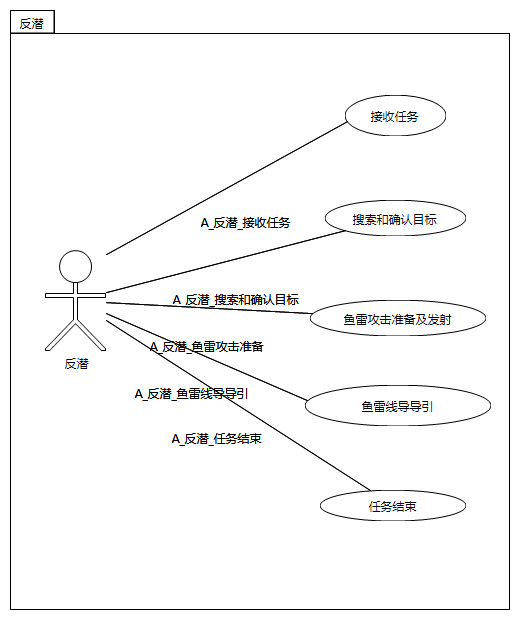 反潜
接收任务
A_反潜_接收任务
搜索和确认目标
A_反潜_搜索和确认目标
鱼雷攻击准备及发射
A_反潜_鱼雷攻击准备
反潜
A_反潜_鱼雷线导导引
鱼雷线导导引
A_反潜_任务结束
任务结束